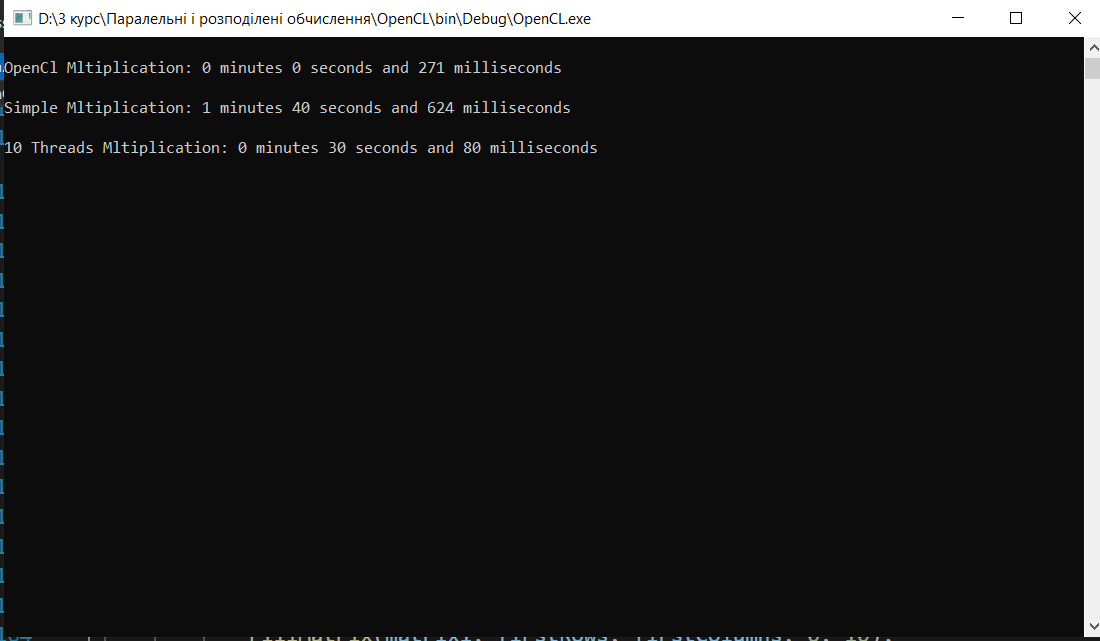 D:\3 курс\Паралельні і розподілені обчислення\OpenCL\bin\Debug\OpenCL.exe
OpenCl Mltiplication: 0 minutes 0 seconds and 271 milliseconds
Simple Mltiplication: 1 minutes 40 seconds and 624 milliseconds
10 Threads Mltiplication: 0 minutes 30 seconds and 80 milliseconds